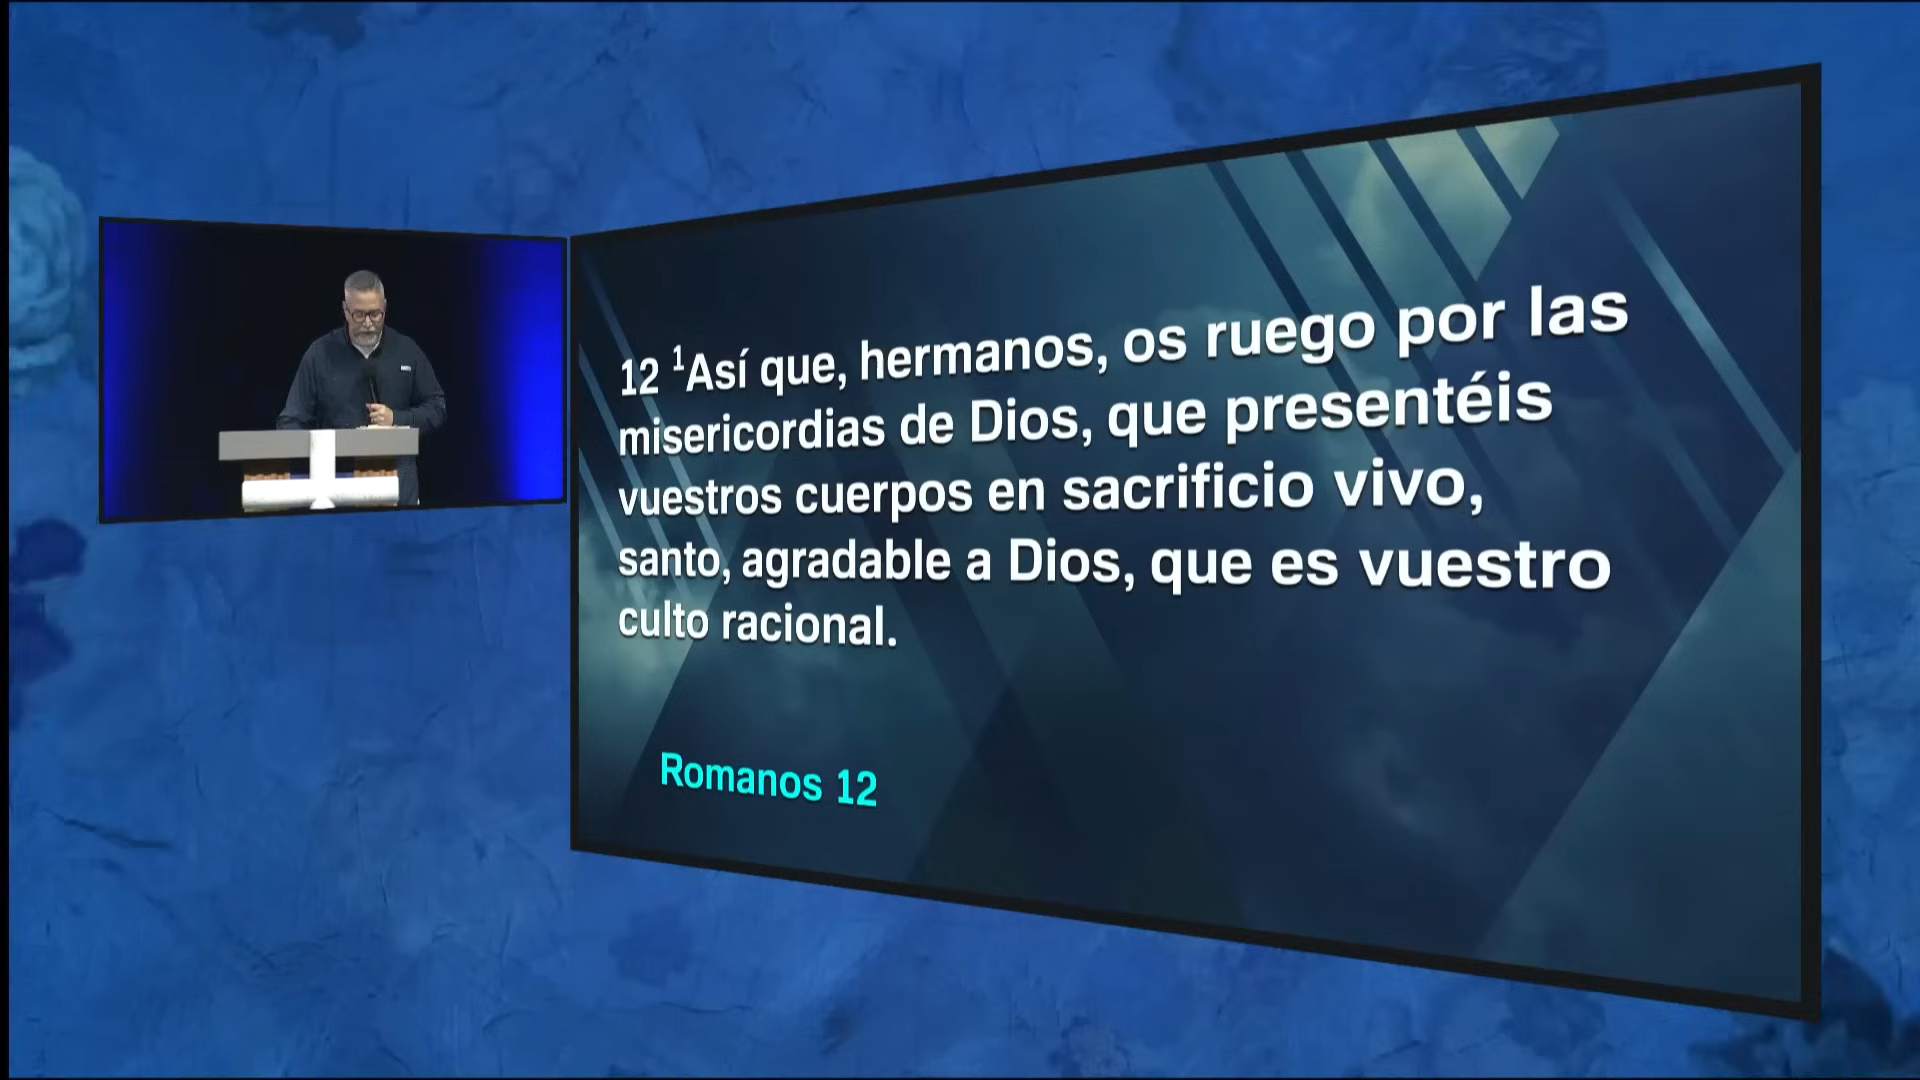 12 ¹Así que, hermanos, os ruego por las
misericordias de Dios, que presentéis
vuestros cuerpos en sacrificio vivo,
santo, agradable a Dios, que es vuestro
culto racional.
Romanos 12